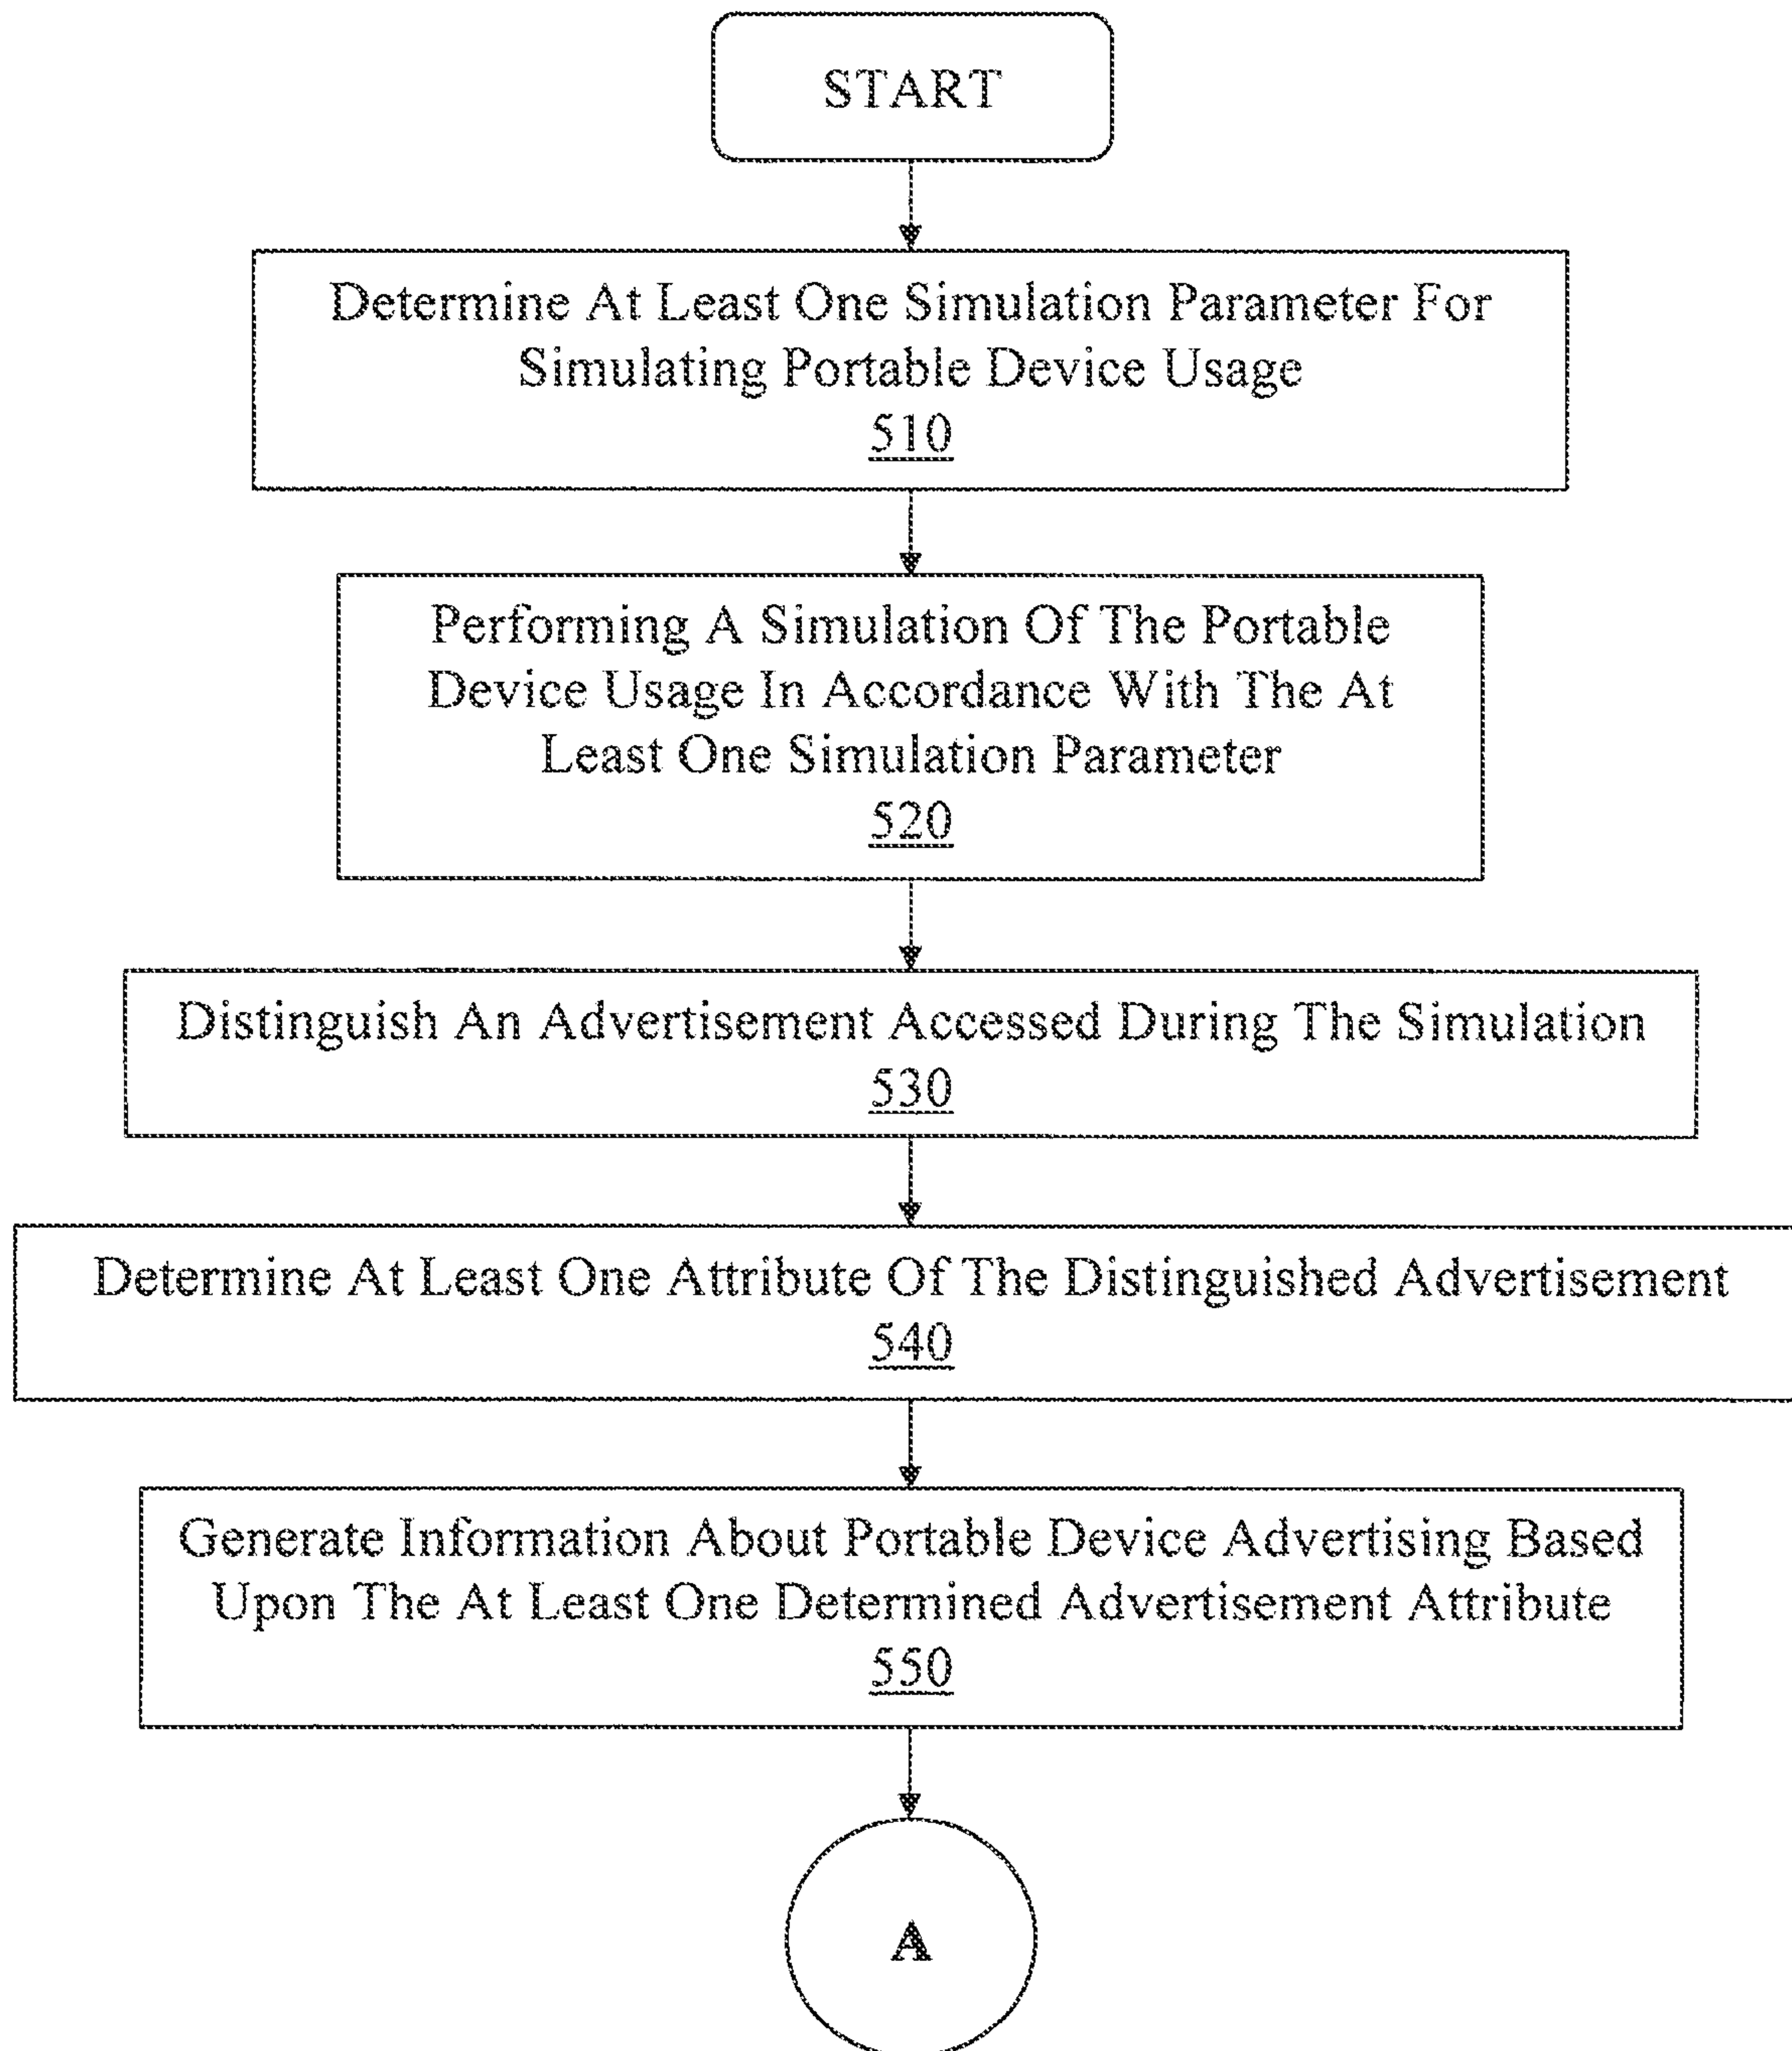 START
Determine At Least One Simulation Parameter For
Simulating Portable Device Usage
510
Performing A Simulation Of The Portable
Device Usage In Accordance With The At
Least One Simulation Parameter
520
Distinguish An Advertisement Accessed During The Simulation
530
Determine At Least One Attribute Of The Distinguished Advertisement
540
Generate Information About Portable Device Advertising Based
Upon The At Least One Determined Advertisement Attribute
550
A